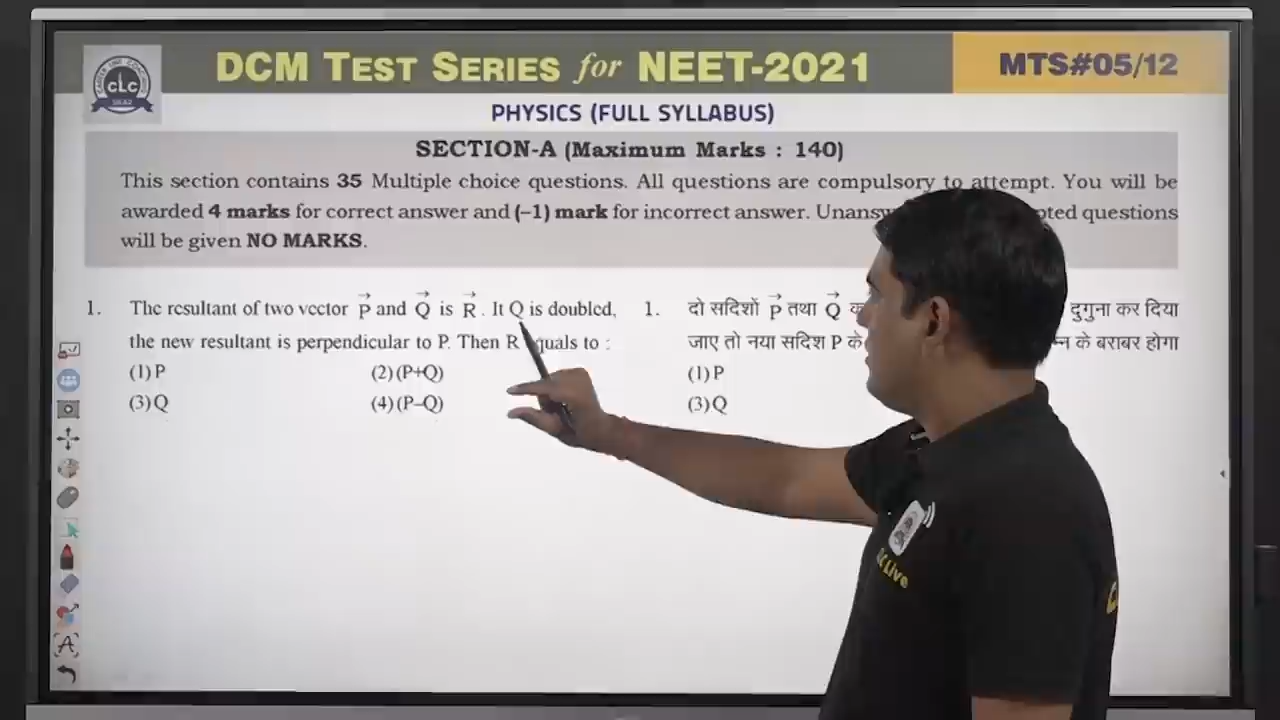 DCM TEST SERIES for NEET-2021
MTS#05/12
CLC
SIKAR
PHYSICS (FULL SYLLABUS)
SECTION-A (Maximum Marks : 140)
This section contains 35 Multiple choice questions. All questions are compulsory to attempt. You will be
awarded 4 marks for correct answer and (–1) mark for incorrect answer. questions
will be given NO MARKS.
1. The resultant of two vector P and Q is R. It Q is doubled,
the new resultant is perpendicular to P. Then R equals to :
(1) P (2) (P+Q)
(3) Q (4) (P–Q)
1. दो सदिशों P तथा Q दुगुना कर दिया
जाए तो नया सदिश P के के बराबर होगा
(1) P
(3) Q
Live